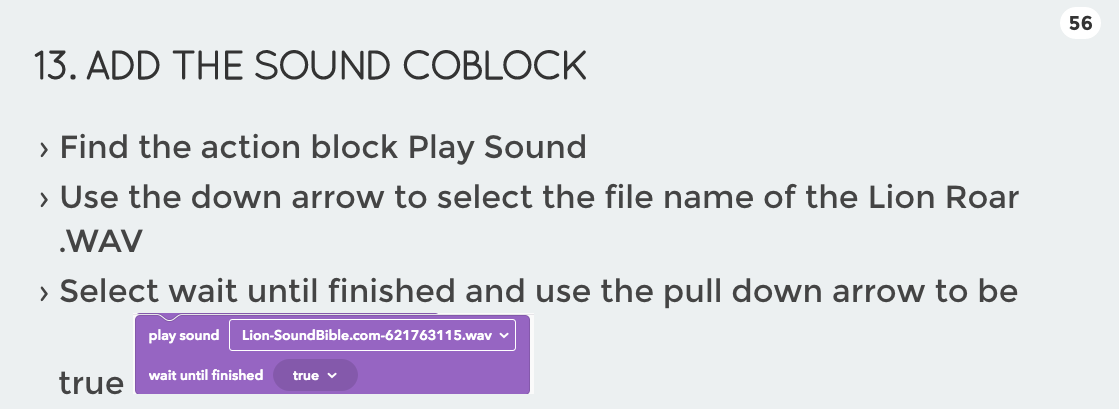 56
13. ADD THE SOUND COBLOCK
› Find the action block Play Sound
› Use the down arrow to select the file name of the Lion Roar
.WAV
› Select wait until finished and use the pull down arrow to be
play sound Lion-SoundBible.com-621763115.wav
wait until finished true
true